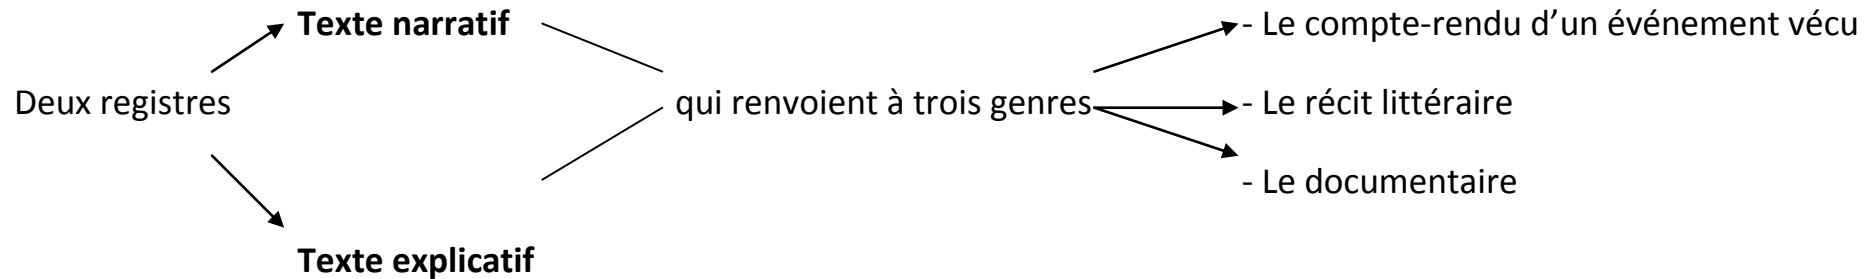 Texte narratif
- Le compte-rendu d’un événement vécu
Deux registres
qui renvoient à trois genres
- Le récit littéraire
- Le documentaire
Texte explicatif